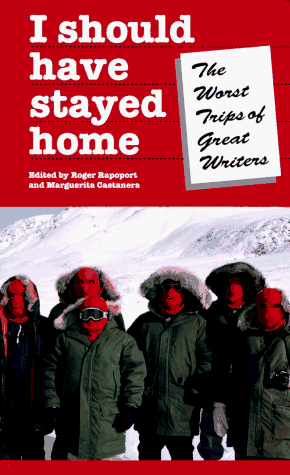 I should
have
stayed
home
The
Worst
Trips of
Great
Writers
Edited by Roger Rapoport
and Marguerita Castanera